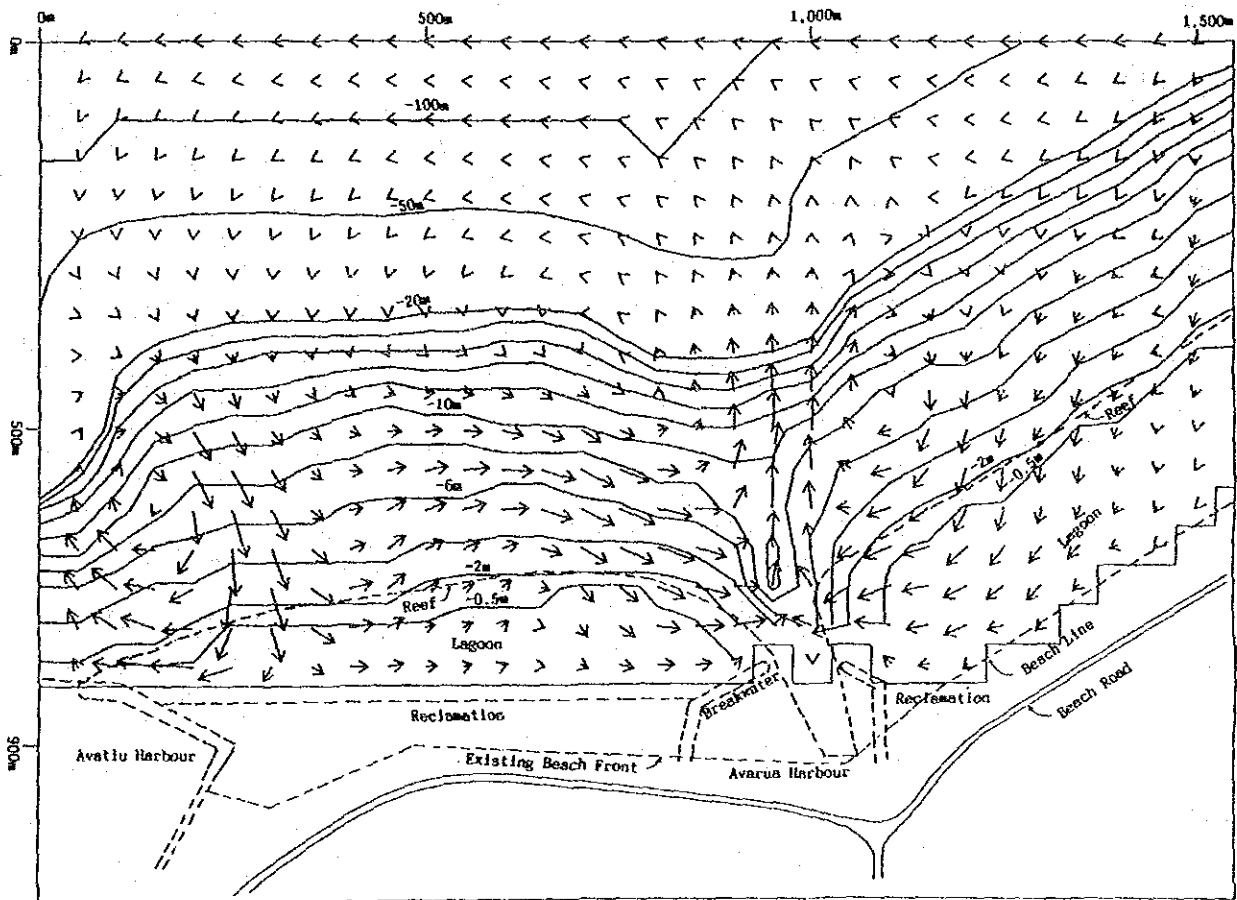 0m
500m
1,000m
1,500m
0m
-100m
-50m
-20m
-10m
500m
Reef
-2m
-0.5m
-6m
Lagoon
-2m
Reef
-0.5m
Lagoon
Beach Line
Breakwater
Reclamation
Beach Road
Reclamation
900m
Avatiu Harbour
Existing Beach Front
Avarua Harbour